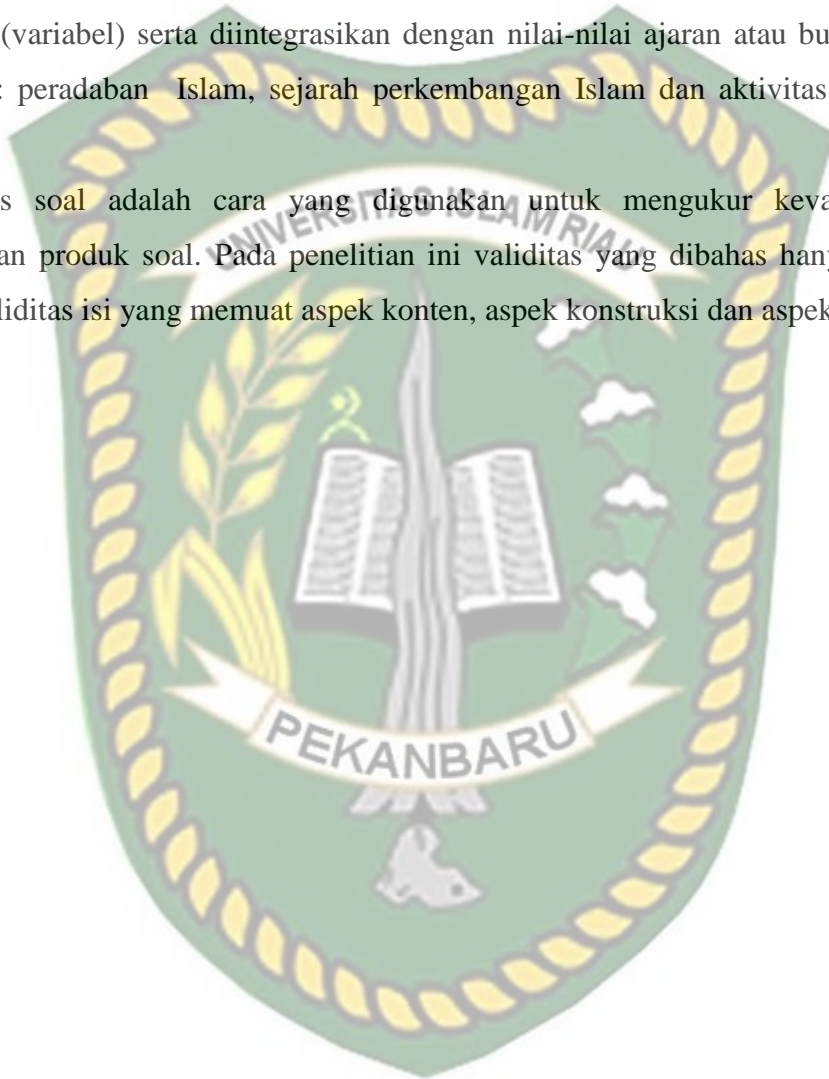 (variabel) serta diintegrasikan dengan nilai-nilai ajaran atau bu
: peradaban Islam, sejarah perkembangan Islam dan aktivitas
s soal adalah cara yang digunakan untuk mengukur keva
UNIVERSITAS ISLAM RIAU
an produk soal. Pada penelitian ini validitas yang dibahas hany
liditas isi yang memuat aspek konten, aspek konstruksi dan aspek
PEKANBARU